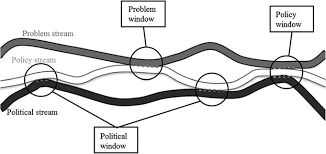 Problem
window
Policy
window
Problem stream
Policy stream
Political stream
Political
window